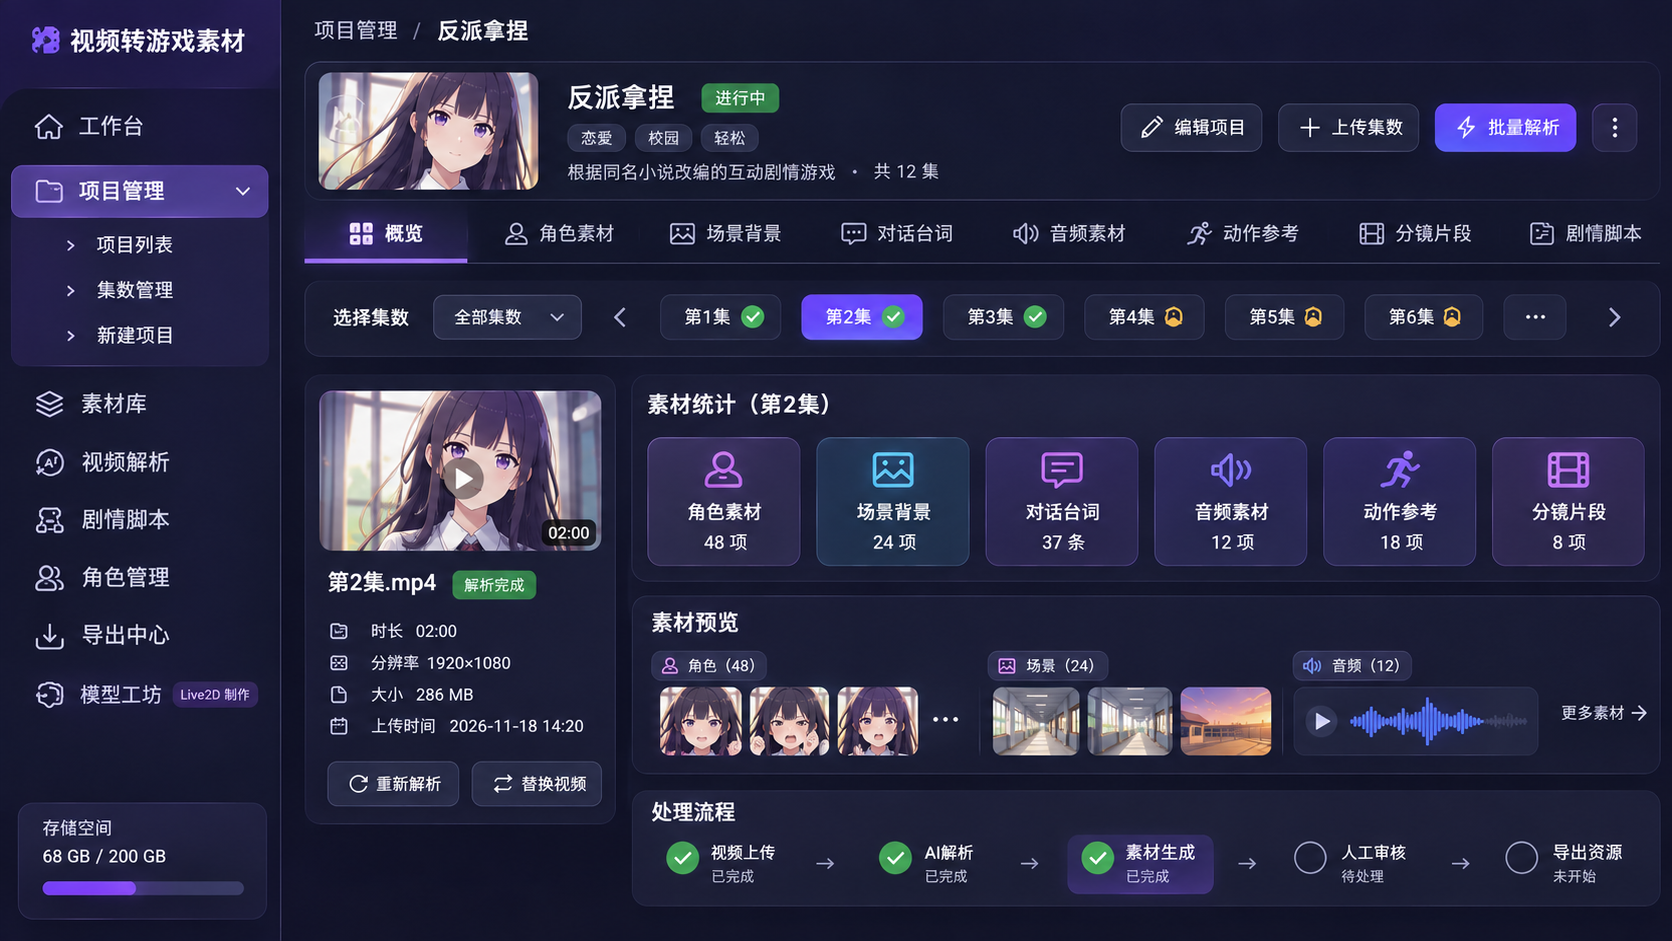 视频转游戏素材
工作台
项目管理
项目列表
集数管理
新建项目
素材库
视频解析
剧情脚本
角色管理
导出中心
模型工坊 Live2D 制作
存储空间
68 GB / 200 GB
项目管理 / 反派拿捏
反派拿捏 进行中
恋爱 校园 轻松
根据同名小说改编的互动剧情游戏 • 共 12 集
编辑项目 上传集数 批量解析
概览 角色素材 场景背景 对话台词 音频素材 动作参考 分镜片段 剧情脚本
选择集数 全部集数 第1集 第2集 第3集 第4集 第5集 第6集 ···
02:00
第2集.mp4 解析完成
时长 02:00
分辨率 1920×1080
大小 286 MB
上传时间 2026-11-18 14:20
重新解析 替换视频
素材统计（第2集）
角色素材 场景背景 对话台词 音频素材 动作参考 分镜片段
48 项 24 项 37 条 12 项 18 项 8 项
素材预览
角色（48） 场景（24） 音频（12）
··· 更多素材 →
处理流程
视频上传 → AI解析 → 素材生成 → 人工审核 → 导出资源
已完成 已完成 已完成 待处理 未开始